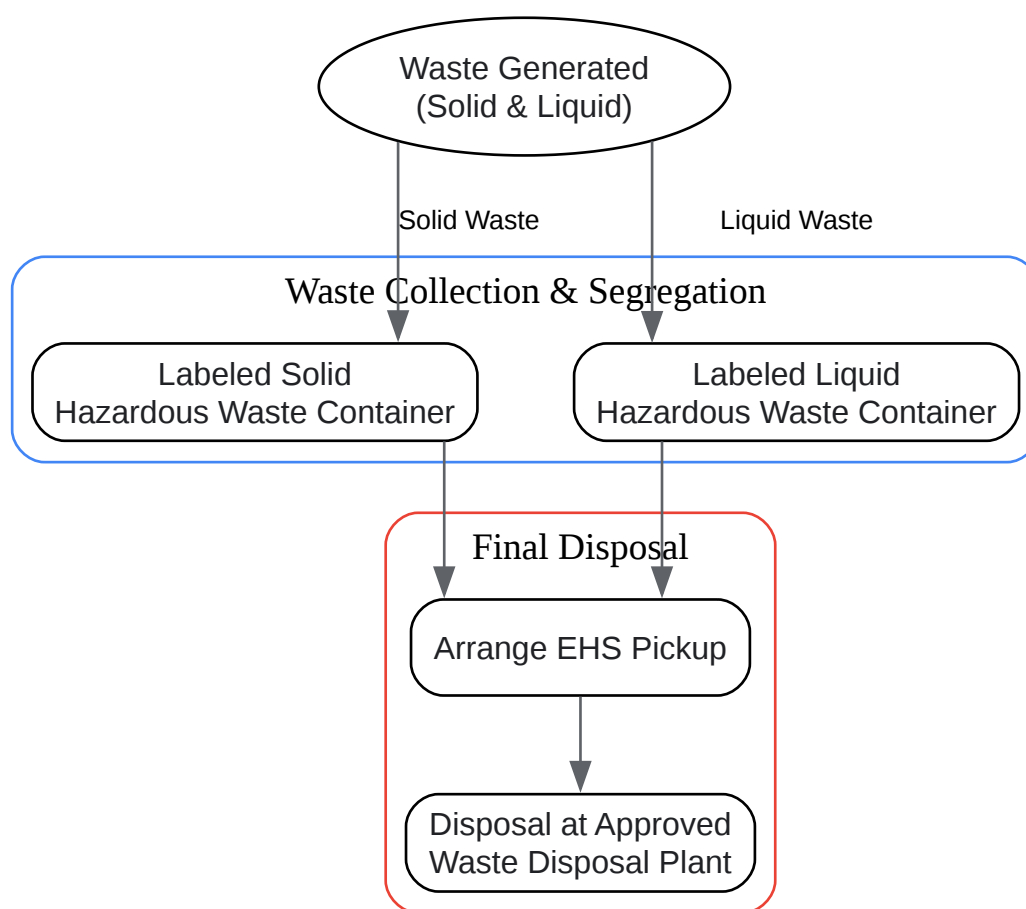 Waste Generated
(Solid & Liquid)
Solid Waste
Liquid Waste
Waste Collection & Segregation
Labeled Solid
Hazardous Waste Container
Labeled Liquid
Hazardous Waste Container
Final Disposal
Arrange EHS Pickup
Disposal at Approved
Waste Disposal Plant